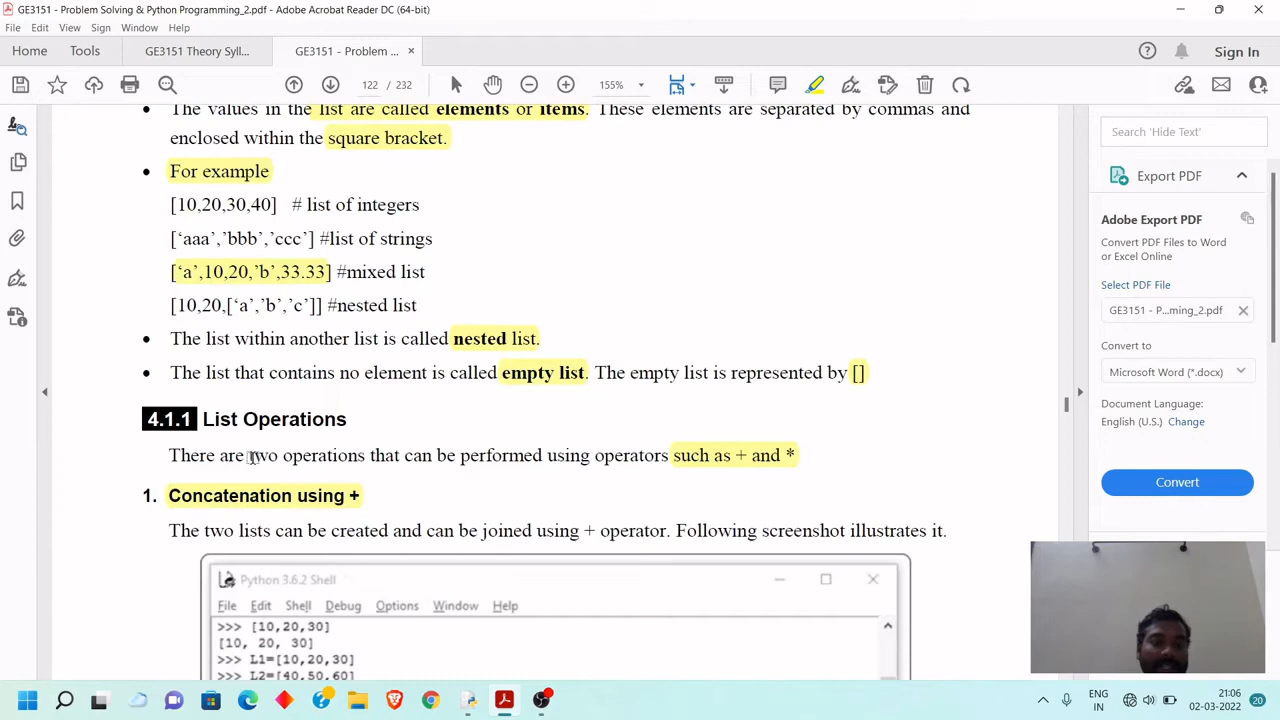 GE3151 - Problem Solving & Python Programming_2.pdf - Adobe Acrobat Reader DC (64-bit)
File Edit View Sign Window Help
Home Tools GE3151 Theory Syll... GE3151 - Problem ... × Sign In
122 / 232 155%
The values in the list are called elements or items. These elements are separated by commas and
enclosed within the square bracket.
For example
[10,20,30,40] # list of integers
[‘aaa’,’bbb’,’ccc’] #list of strings
[‘a’,10,20,’b’,33.33] #mixed list
[10,20,[‘a’,’b’,’c’]] #nested list
The list within another list is called nested list.
The list that contains no element is called empty list. The empty list is represented by []
4.1.1 List Operations
There are two operations that can be performed using operators such as + and *
1. Concatenation using +
The two lists can be created and can be joined using + operator. Following screenshot illustrates it.
Python 3.6.2 Shell
File Edit Shell Debug Options Window Help
>>> [10,20,30]
[10, 20, 30]
>>> L1=[10,20,30]
>>> L2=[40,50,60]
Search 'Hide Text'
Export PDF
Adobe Export PDF
Convert PDF Files to Word
or Excel Online
Select PDF File
GE3151 - P...ming_2.pdf
Convert to
Microsoft Word (*.docx)
Document Language:
English (U.S.) Change
Convert
ENG
IN
21:06
02-03-2022
20